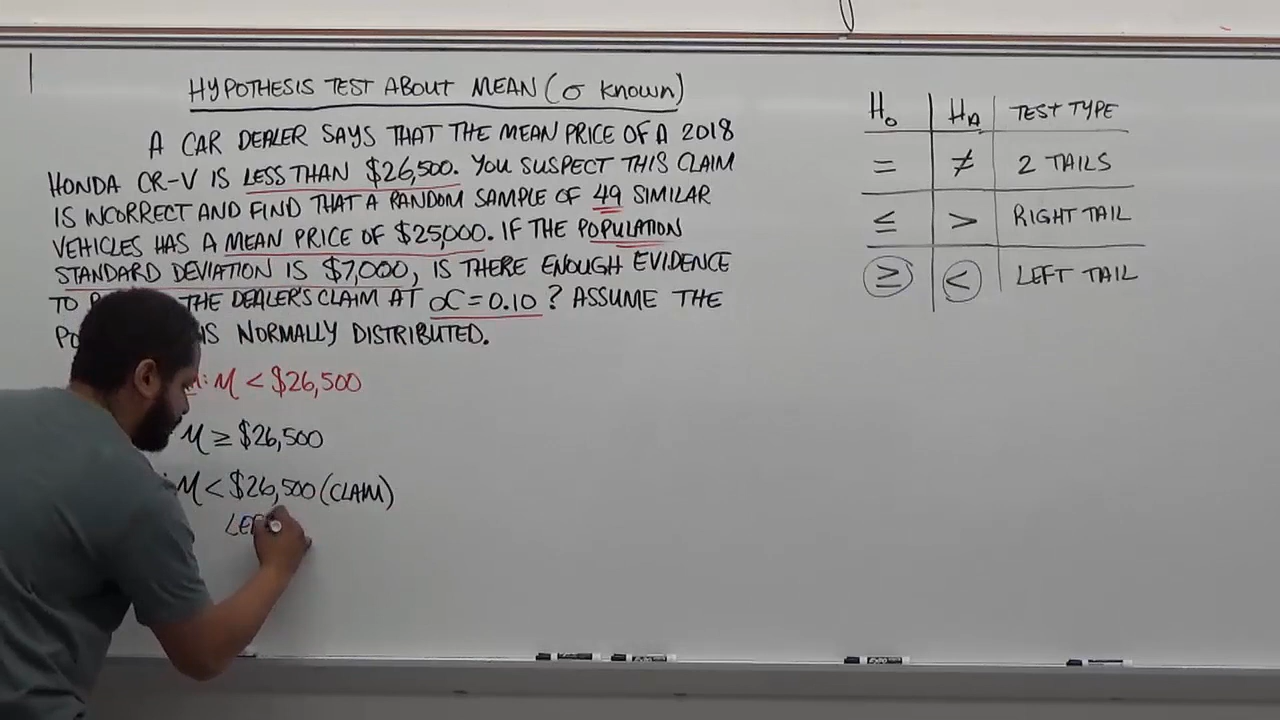 HYPOTHESIS TEST ABOUT MEAN (σ known)
A CAR DEALER SAYS THAT THE MEAN PRICE OF A 2018
HONDA CR-V IS LESS THAN $26,500. YOU SUSPECT THIS CLAIM
IS INCORRECT AND FIND THAT A RANDOM SAMPLE OF 49 SIMILAR
VEHICLES HAS A MEAN PRICE OF $25,000. IF THE POPULATION
STANDARD DEVIATION IS $7,000, IS THERE ENOUGH EVIDENCE
TO THE DEALER'S CLAIM AT α = 0.10? ASSUME THE
IS NORMALLY DISTRIBUTED.
: μ < $26,500
μ ≥ $26,500
: μ < $26,500 (CLAIM)
H₀ Hₐ TEST TYPE
= ≠ 2 TAILS
≤ > RIGHT TAIL
≥ < LEFT TAIL